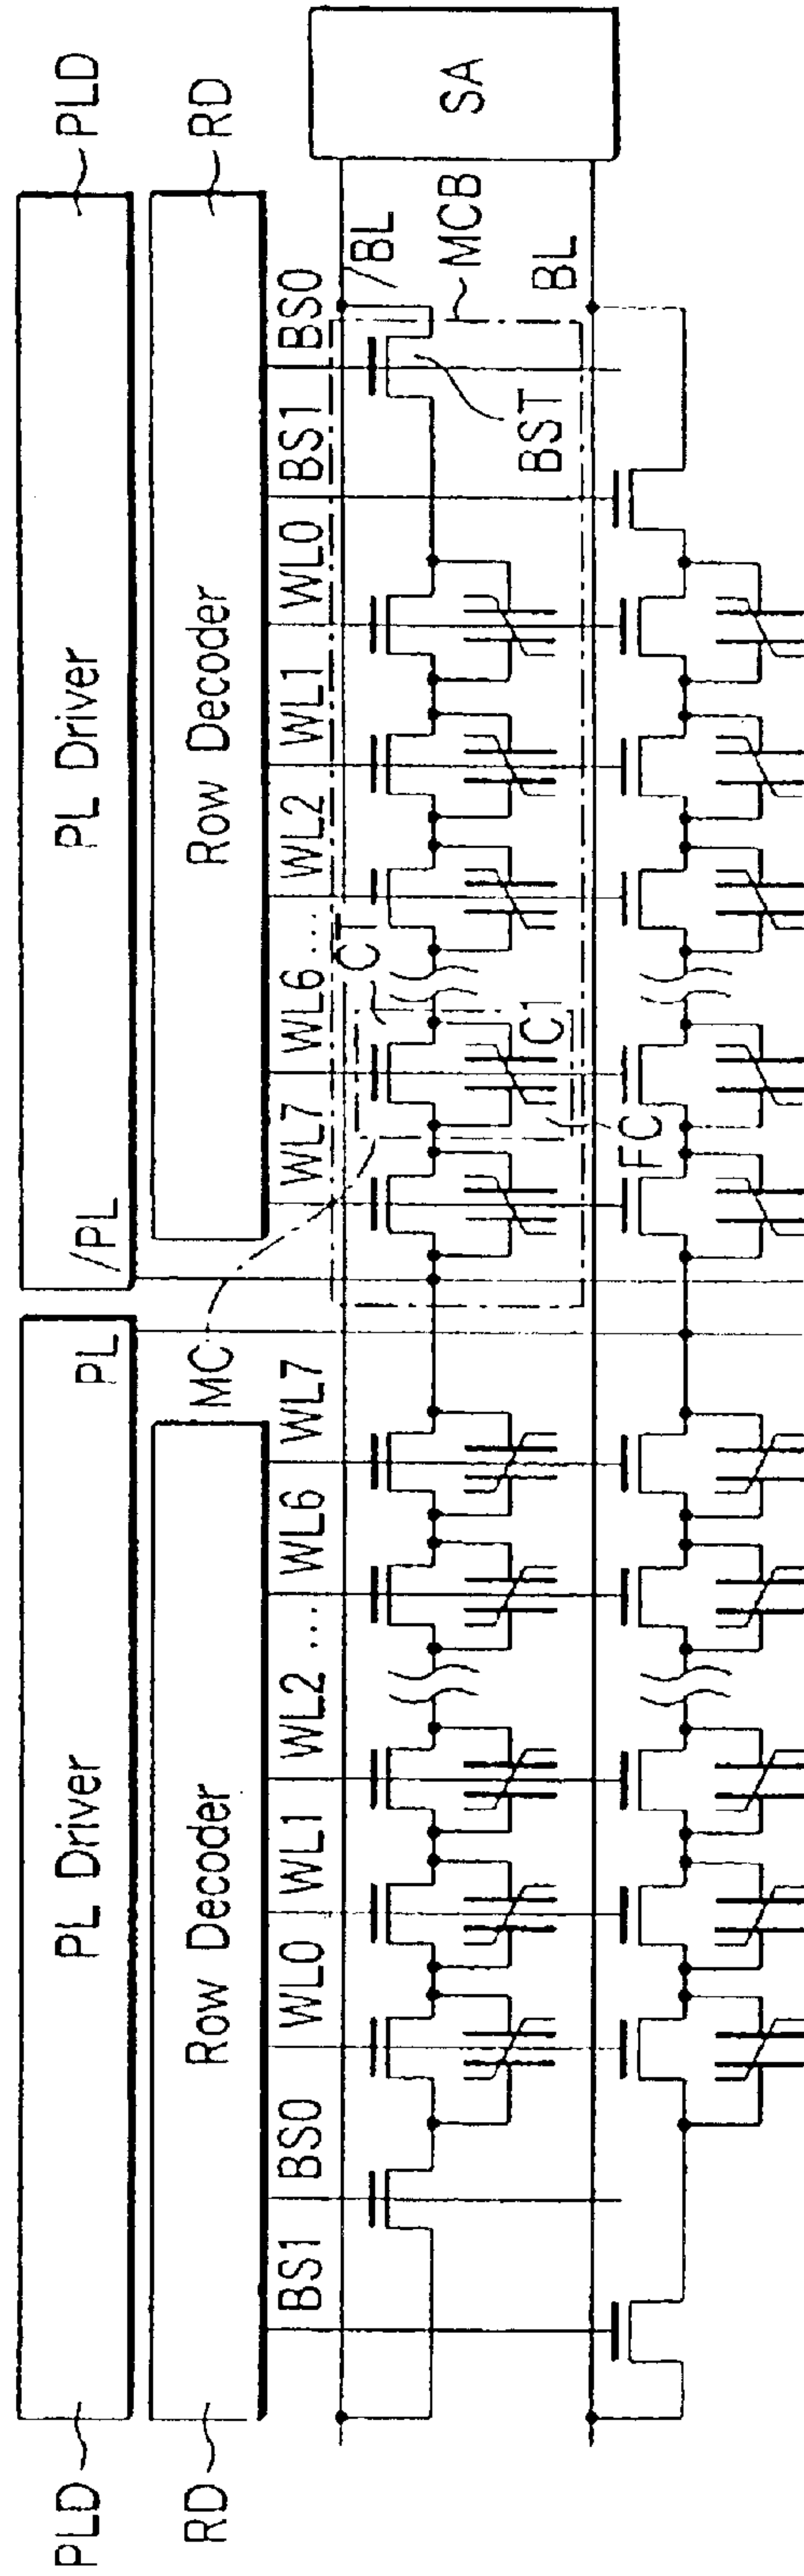 PLD PL Driver PL Driver PLD
PL /PL
RD Row Decoder MC Row Decoder RD
BS1 BS0 WL0 WL1 WL2 ... WL6 WL7 WL7 WL6 ... WL2 WL1 WL0 BS1 BS0
CT /BL
SA
MCB
C1 BST BL
FC